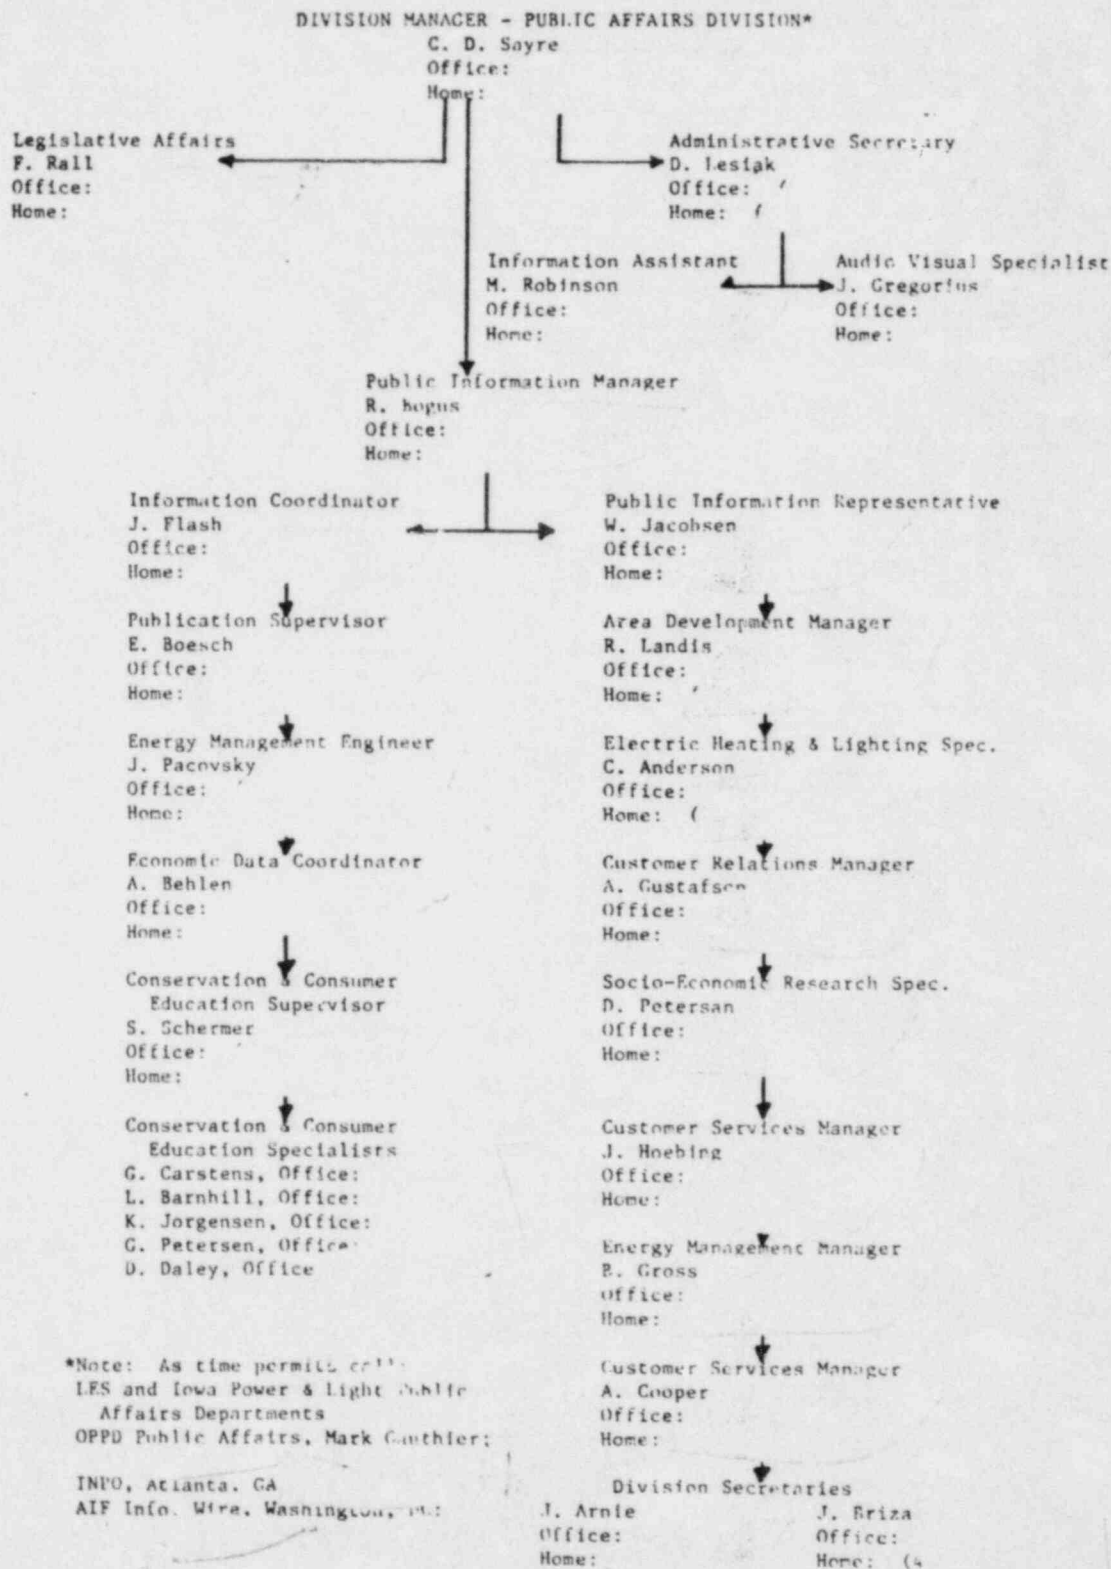 DIVISION MANAGER - PUBLIC AFFAIRS DIVISION*
C. D. Sayre
Office:
Home:
Legislative Affairs
F. Rall
Office:
Home:
Administrative Secretary
D. Lesiak
Office:
Home: (
Information Assistant
M. Robinson
Office:
Home:
Audio Visual Specialist
J. Gregorius
Office:
Home:
Public Information Manager
R.
Office:
Home:
Information Coordinator
J. Flash
Office:
Home:
Publication Supervisor
E. Boesch
Office:
Home:
Energy Management Engineer
J. Pacovsky
Office:
Home:
Economic Data Coordinator
A. Behlen
Office:
Home:
Conservation & Consumer
Education Supervisor
S. Schermer
Office:
Home:
Conservation & Consumer
Education Specialists
G. Carstens, Office:
L. Barnhill, Office:
K. Jorgensen, Office:
G. Petersen, Office:
D. Daley, Office
Public Information Representative
W. Jacobsen
Office:
Home:
Area Development Manager
R. Landis
Office:
Home:
Electric Heating & Lighting Spec.
C. Anderson
Office:
Home: (
Customer Relations Manager
A. Gustafson
Office:
Home:
Socio-Economic Research Spec.
D. Petersan
Office:
Home:
Customer Services Manager
J. Hoebing
Office:
Home:
Energy Management Manager
Gross
Office:
Home:
Customer Services Manager
A. Cooper
Office:
Home:
Division Secretaries
J. Arnie
Office:
Home:
J. Briza
Office:
Home: (4
*Note: As time permits call:
LES and Iowa Power & Light Public
Affairs Departments
OPPD Public Affairs, Mark Gauthier:
INPO, Atlanta, GA
AIF Info. Wire, Washington,